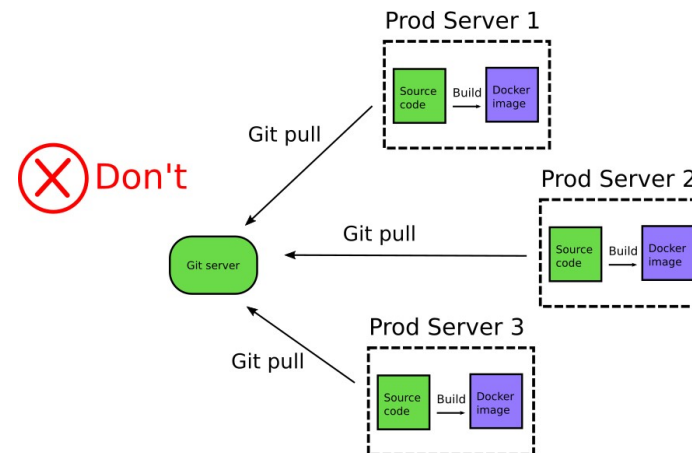 Prod Server 1
Source
code
Build
Docker
image
Git pull
Don't
Prod Server 2
Git pull
Source
code
Build
Docker
image
Git server
Prod Server 3
Git pull
Source
code
Build
Docker
image